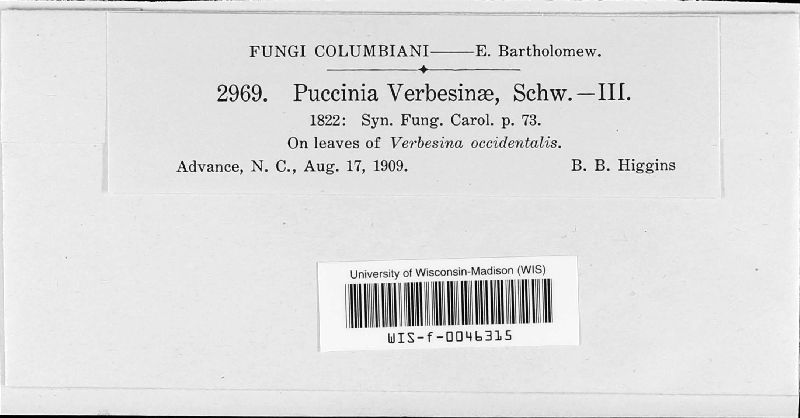 FUNGI COLUMBIANI——E. Bartholomew.
2969. Puccinia Verbesinæ, Schw.—III.
1822: Syn. Fung. Carol. p. 73.
On leaves of Verbesina occidentalis.
Advance, N. C., Aug. 17, 1909. B. B. Higgins
University of Wisconsin-Madison (WIS)
WIS-f-0046315